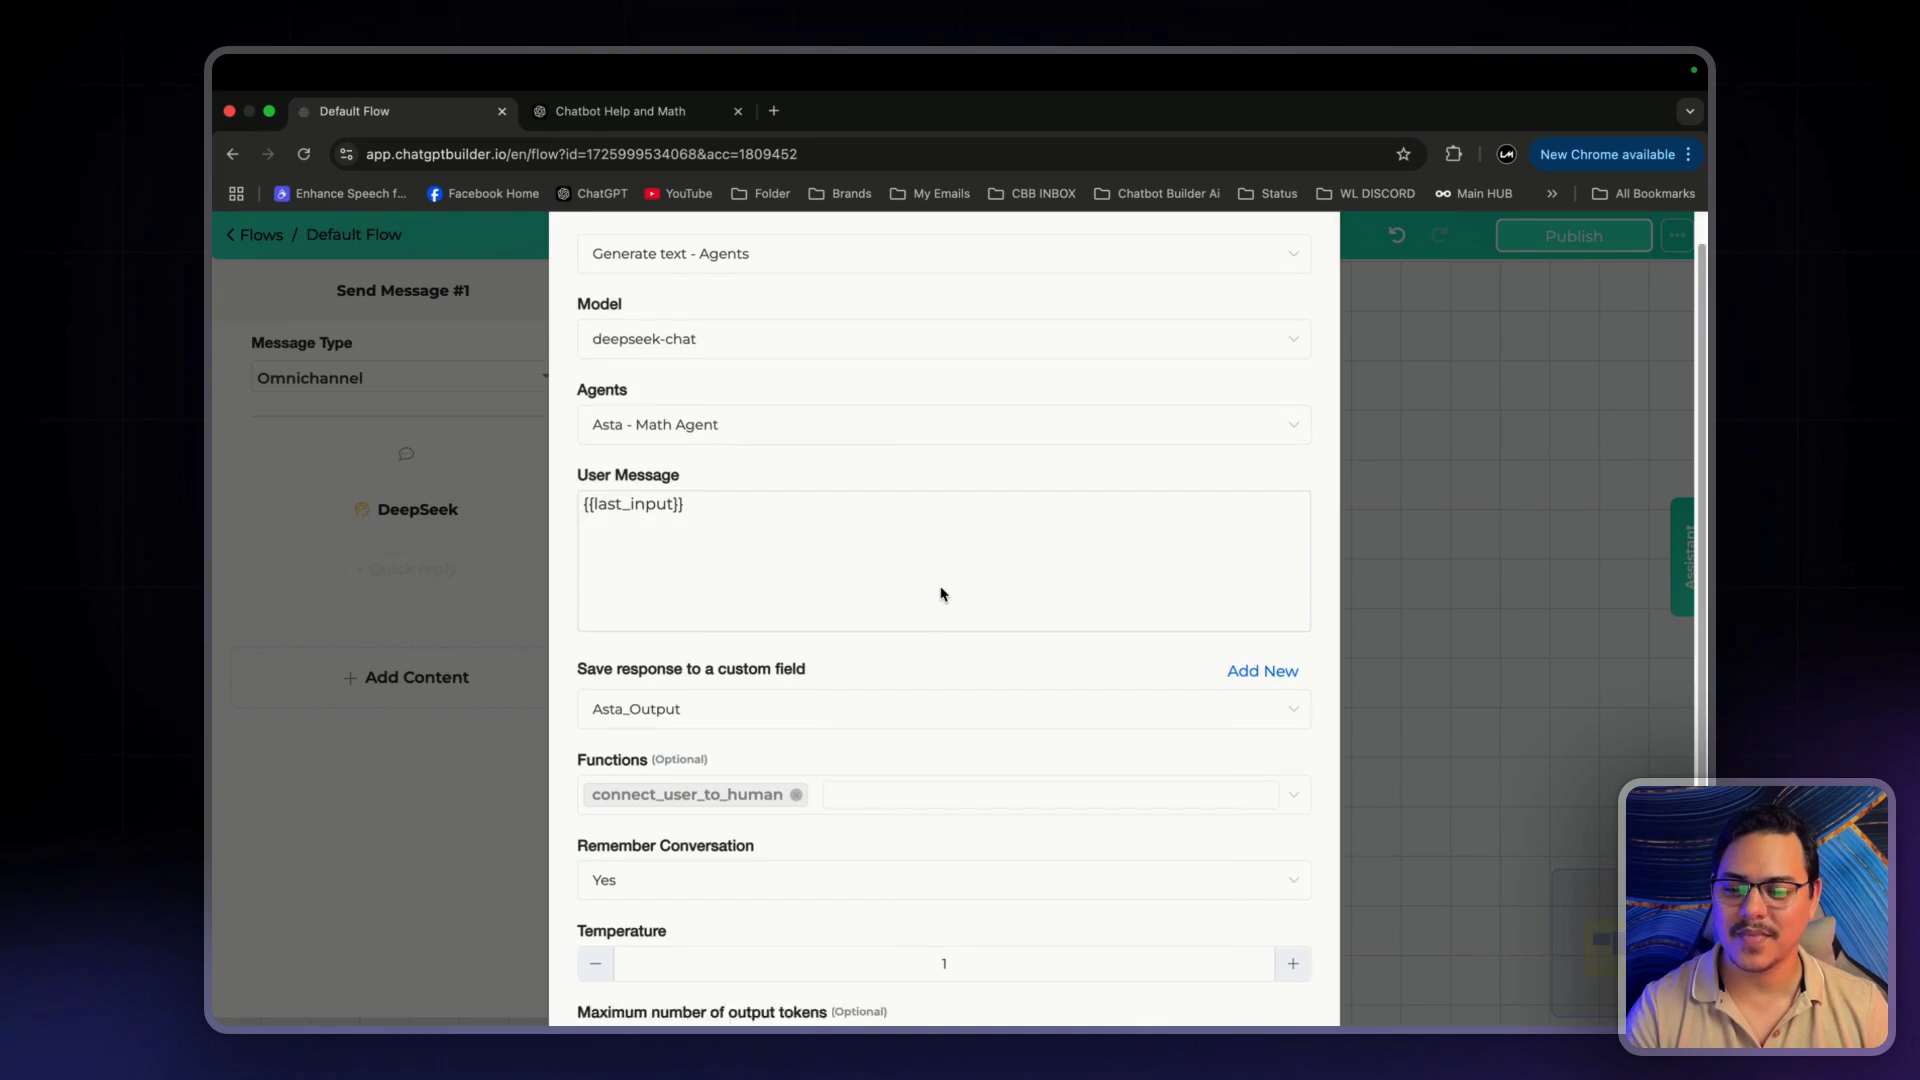 Default Flow
Chatbot Help and Math
app.chatgptbuilder.io/en/flow?id=1725999534068&acc=1809452
New Chrome available
Enhance Speech f...
Facebook Home
ChatGPT
YouTube
Folder
Brands
My Emails
CBB INBOX
Chatbot Builder Ai
Status
WL DISCORD
Main HUB
All Bookmarks
Flows / Default Flow
Publish
Send Message #1
Message Type
Omnichannel
DeepSeek
+ Quick reply
+ Add Content
Generate text - Agents
Model
deepseek-chat
Agents
Asta - Math Agent
User Message
{{last_input}}
Save response to a custom field
Add New
Asta_Output
Functions (Optional)
connect_user_to_human
Remember Conversation
Yes
Temperature
1
Maximum number of output tokens (Optional)
Assistant